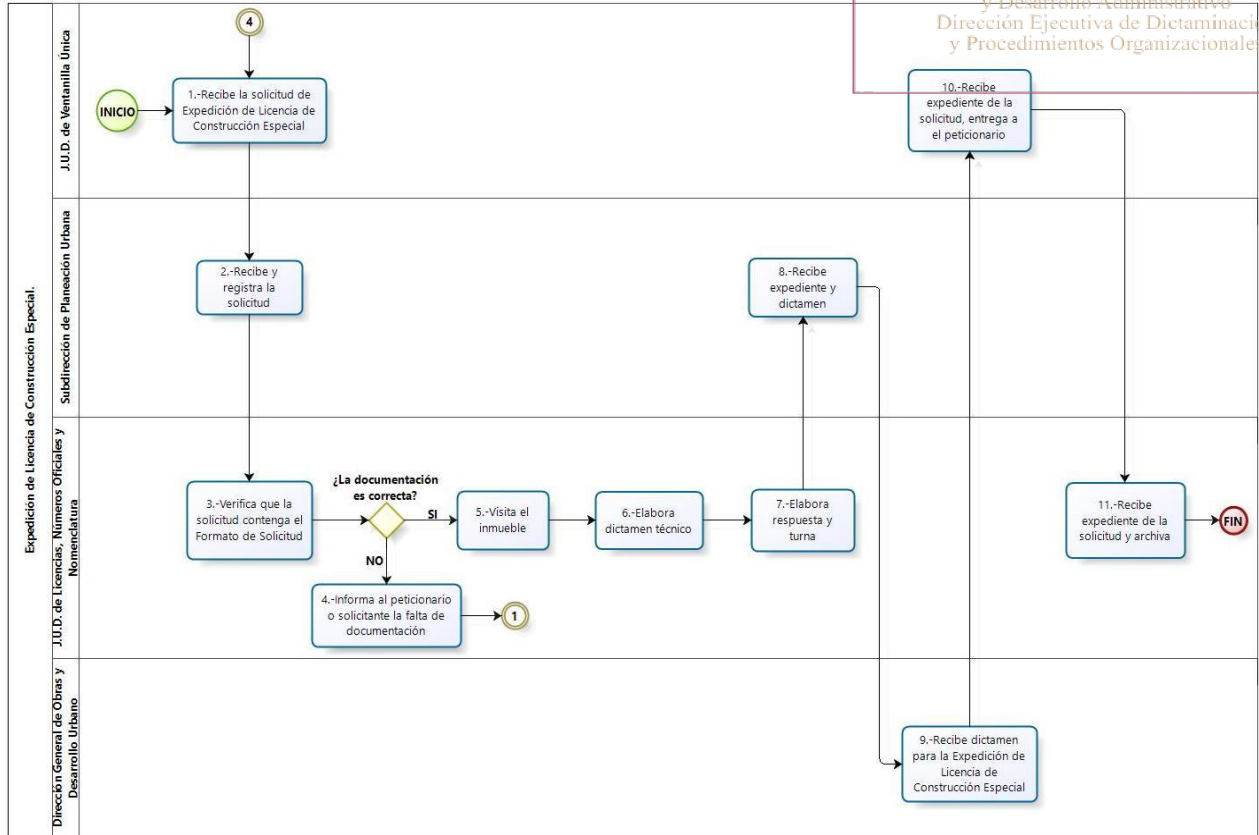 y Desarrollo Administrativo
Dirección Ejecutiva de
y Procedimientos
Expedición de Licencia de Construcción Especial.
J.U.D. de Ventanilla Única
4
INICIO
1.-Recibe la solicitud de
Expedición de Licencia de
Construcción Especial
10.-Recibe
expediente de la
solicitud, entrega a
el peticionario
Subdirección de Planeación Urbana
2.-Recibe y
registra la
solicitud
8.-Recibe
expediente y
dictamen
J.U.D. de Licencias, Números Oficiales y
Nomenclatura
3.-Verifica que la
solicitud contenga el
Formato de Solicitud
¿La documentación
es correcta?
SI
NO
5.-Visita el
inmueble
6.-Elabora
dictamen técnico
7.-Elabora
respuesta y
turna
11.-Recibe
expediente de la
solicitud y archiva
FIN
4.-Informa al peticionario
o solicitante la falta de
documentación
1
Dirección General de Obras y
Desarrollo Urbano
9.-Recibe dictamen
para la Expedición de
Licencia de
Construcción Especial